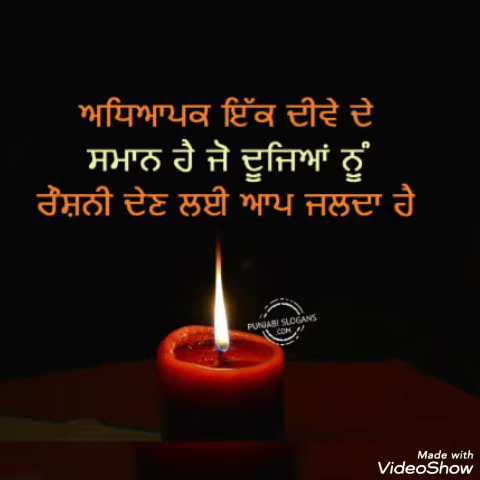 ਅਧਿਆਪਕ ਇੱਕ ਦੀਵੇ ਦੇ
ਸਮਾਨ ਹੈ ਜੋ ਦੂਜਿਆਂ ਨੂੰ
ਰੌਸ਼ਨੀ ਦੇਣ ਲਈ ਆਪ ਜਲਦਾ ਹੈ
PUNJABI SLOGANS
.COM
Made with
VideoShow